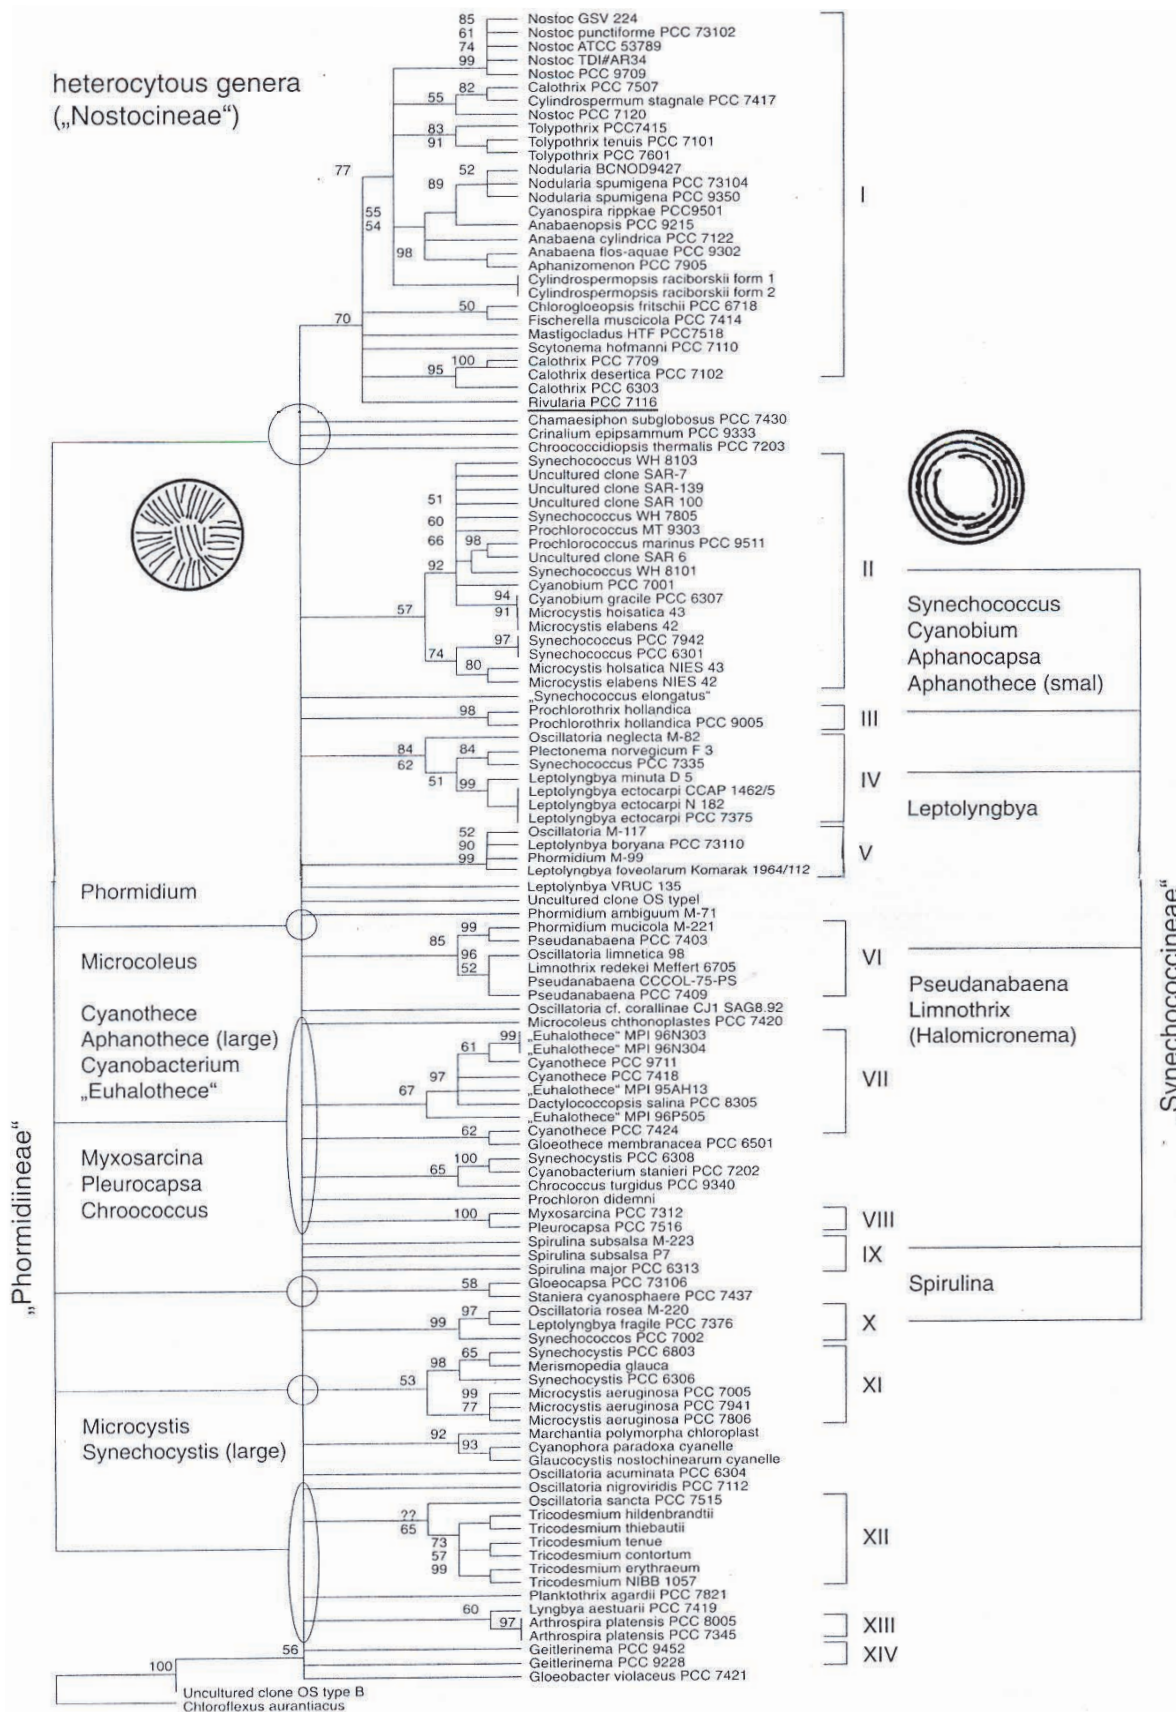 heterocytous genera
(„Nostocineae“)
85 Nostoc GSV 224
61 Nostoc punctiforme PCC 73102
74 Nostoc ATCC 53789
99 Nostoc TDI#AR34
Nostoc PCC 9709
82 Calothrix PCC 7507
55 Cylindrospermum stagnale PCC 7417
Nostoc PCC 7120
83 Tolypothrix PCC7415
91 Tolypothrix tenuis PCC 7101
Tolypothrix PCC 7601
77
52 Nodularia BCNOD9427
89 Nodularia spumigena PCC 73104
Nodularia spumigena PCC 9350
I
55 Cyanospira rippkae PCC9501
54 Anabaenopsis PCC 9215
Anabaena cylindrica PCC 7122
98 Anabaena flos-aquae PCC 9302
Aphanizomenon PCC 7905
Cylindrospermopsis raciborskii form 1
Cylindrospermopsis raciborskii form 2
50 Chlorogloeopsis fritschii PCC 6718
70 Fischerella muscicola PCC 7414
Mastigocladus HTF PCC7518
Scytonema hofmanni PCC 7110
100 Calothrix PCC 7709
95 Calothrix desertica PCC 7102
Calothrix PCC 6303
Rivularia PCC 7116
Chamaesiphon subglobosus PCC 7430
Crinalium epipsammum PCC 9333
Chroococcidiopsis thermalis PCC 7203
Synechococcus WH 8103
Uncultured clone SAR-7
Uncultured clone SAR-139
51 Uncultured clone SAR 100
60 Synechococcus WH 7805
Prochlorococcus MT 9303
66 98 Prochlorococcus marinus PCC 9511
Uncultured clone SAR 6
92 Synechococcus WH 8101
II
Cyanobium PCC 7001
94 Cyanobium gracile PCC 6307
57 91 Microcystis hoisatica 43
Microcystis elabens 42
97 Synechococcus PCC 7942
74 Synechococcus PCC 6301
80 Microcystis holsatica NIES 43
Microcystis elabens NIES 42
Synechococcus
Cyanobium
Aphanocapsa
Aphanothece (smal)
„Synechococcus elongatus“
98 Prochlorothrix hollandica
Prochlorothrix hollandica PCC 9005
III
Oscillatoria neglecta M-82
84 84 Plectonema norvegicum F 3
62 Synechococcus PCC 7335
51 99 Leptolyngbya minuta D 5
IV
Leptolyngbya ectocarpi CCAP 1462/5
Leptolyngbya ectocarpi N 182
Leptolyngbya ectocarpi PCC 7375
Leptolyngbya
52 Oscillatoria M-117
90 Leptolynbya boryana PCC 73110
99 Phormidium M-99
V
Leptolyngbya foveolarum Komarak 1964/112
Leptolynbya VRUC 135
Phormidium
Uncultured clone OS typeI
Phormidium ambiguum M-71
99 Phormidium mucicola M-221
85 Pseudanabaena PCC 7403
96 Oscillatoria limnetica 98
VI
52 Limnothrix redekei Meffert 6705
Microcoleus
Pseudanabaena CCCOL-75-PS
Pseudanabaena PCC 7409
Pseudanabaena
Limnothrix
(Halomicronema)
Oscillatoria cf. corallinae CJ1 SAG8.92
Microcoleus chthonoplastes PCC 7420
Cyanothece
Aphanothece (large)
Cyanobacterium
„Euhalothece“
99 „Euhalothece“ MPI 96N303
61 „Euhalothece“ MPI 96N304
Cyanothece PCC 9711
97 Cyanothece PCC 7418
VII
67 „Euhalothece“ MPI 95AH13
Dactylococcopsis salina PCC 8305
„Euhalothece“ MPI 96P505
62 Cyanothece PCC 7424
Gloeothece membranacea PCC 6501
Myxosarcina
Pleurocapsa
Chroococcus
100 Synechocystis PCC 6308
65 Cyanobacterium stanieri PCC 7202
Chrococcus turgidus PCC 9340
Prochloron didemni
100 Myxosarcina PCC 7312
Pleurocapsa PCC 7516
VIII
Spirulina subsalsa M-223
Spirulina subsalsa P7
IX
Spirulina major PCC 6313
Spirulina
58 Gloeocapsa PCC 73106
Staniera cyanosphaere PCC 7437
97 Oscillatoria rosea M-220
99 Leptolyngbya fragile PCC 7376
X
Synechococcos PCC 7002
65 Synechocystis PCC 6803
98 Merismopedia glauca
53 Synechocystis PCC 6306
XI
99 Microcystis aeruginosa PCC 7005
77 Microcystis aeruginosa PCC 7941
Microcystis aeruginosa PCC 7806
Microcystis
Synechocystis (large)
92 Marchantia polymorpha chloroplast
93 Cyanophora paradoxa cyanelle
Glaucocystis nostochinearum cyanelle
Oscillatoria acuminata PCC 6304
Oscillatoria nigroviridis PCC 7112
Oscillatoria sancta PCC 7515
Tricodesmium hildenbrandtii
65 Tricodesmium thiebautii
73 Tricodesmium tenue
XII
57 Tricodesmium contortum
99 Tricodesmium erythraeum
Tricodesmium NIBB 1057
Planktothrix agardii PCC 7821
60 Lyngbya aestuarii PCC 7419
97 Arthrospira platensis PCC 8005
XIII
Arthrospira platensis PCC 7345
56 Geitlerinema PCC 9452
XIV
Geitlerinema PCC 9228
100 Gloeobacter violaceus PCC 7421
Uncultured clone OS type B
Chloroflexus aurantiacus
„Phormidiineae“
Synechococcineae“